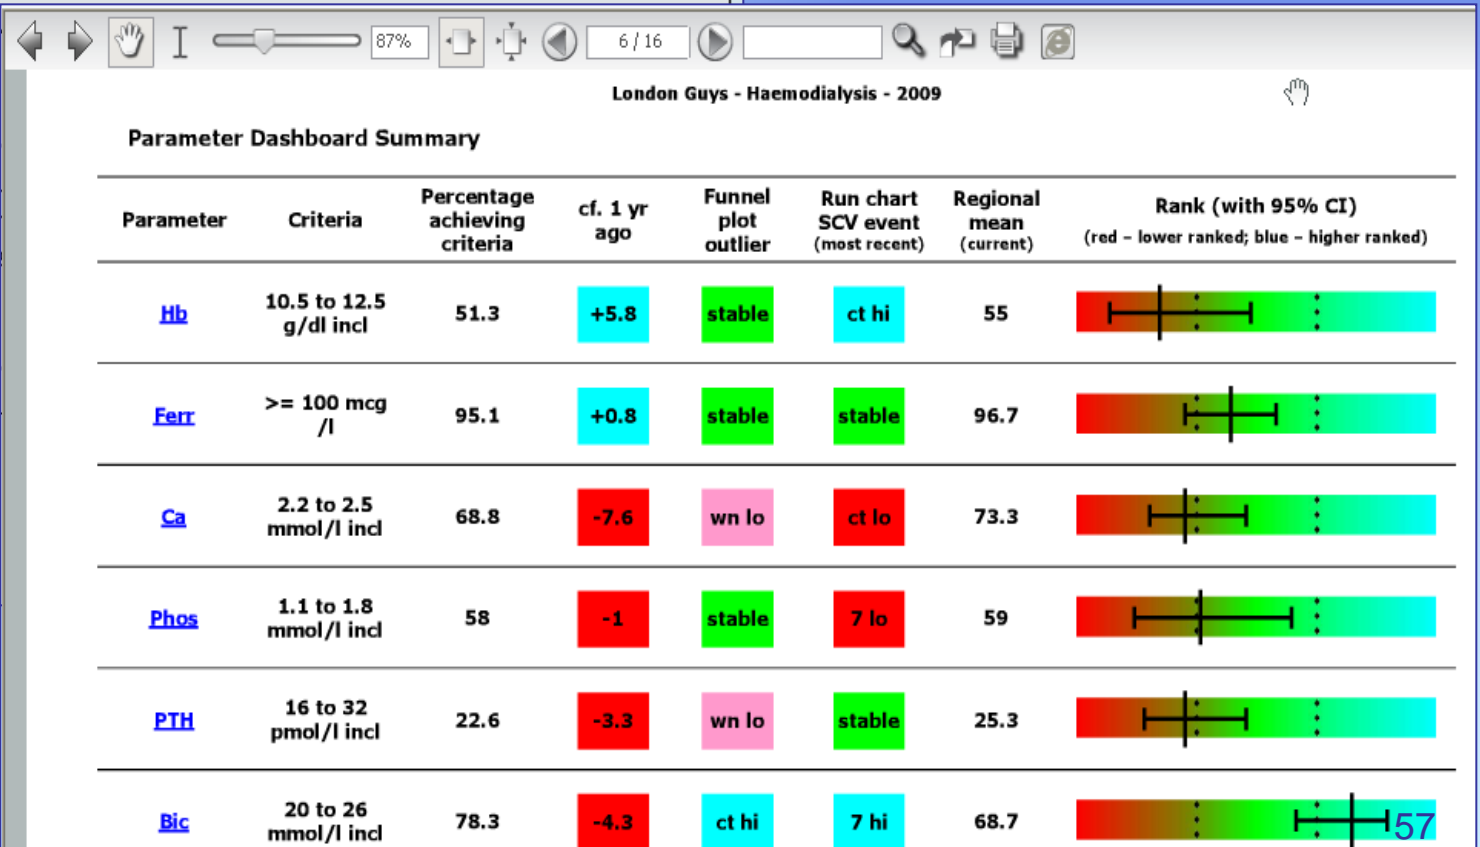 87%
6 / 16
London Guys - Haemodialysis - 2009
Parameter Dashboard Summary
Parameter
Criteria
Percentage
achieving
criteria
cf. 1 yr
ago
Funnel
plot
outlier
Run chart
SCV event
(most recent)
Regional
mean
(current)
Rank (with 95% CI)
(red – lower ranked; blue – higher ranked)
Hb
10.5 to 12.5
g/dl incl
51.3
+5.8
stable
ct hi
55
Ferr
>= 100 mcg
/l
95.1
+0.8
stable
stable
96.7
Ca
2.2 to 2.5
mmol/l incl
68.8
-7.6
wn lo
ct lo
73.3
Phos
1.1 to 1.8
mmol/l incl
58
-1
stable
7 lo
59
PTH
16 to 32
pmol/l incl
22.6
-3.3
wn lo
stable
25.3
Bic
20 to 26
mmol/l incl
78.3
-4.3
ct hi
7 hi
68.7
57